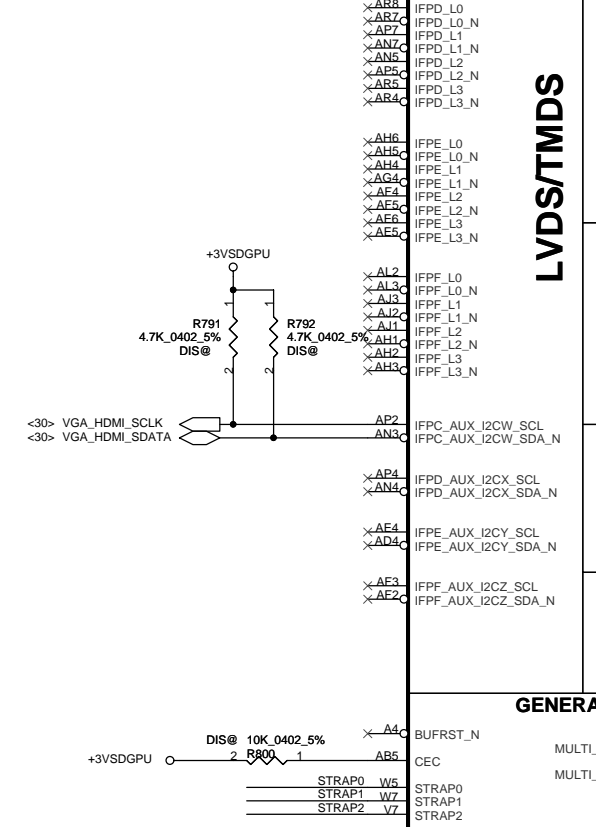 AR8 IFPD_L0
AR7 IFPD_L0_N
AP7 IFPD_L1
AN7 IFPD_L1_N
AN5 IFPD_L2
AP5 IFPD_L2_N
AR5 IFPD_L3
AR4 IFPD_L3_N
LVDS/TMDS
AH6 IFPE_L0
AH5 IFPE_L0_N
AH4 IFPE_L1
AG4 IFPE_L1_N
AF4 IFPE_L2
AF5 IFPE_L2_N
AE6 IFPE_L3
AE5 IFPE_L3_N
+3VSDGPU
AL2 IFPF_L0
AL3 IFPF_L0_N
AJ3 IFPF_L1
AJ2 IFPF_L1_N
AJ1 IFPF_L2
AH1 IFPF_L2_N
AH2 IFPF_L3
AH3 IFPF_L3_N
1 1
R791 R792
4.7K_0402_5% 4.7K_0402_5%
DIS@ DIS@
2 2
<30> VGA_HDMI_SCLK AP2 IFPC_AUX_I2CW_SCL
<30> VGA_HDMI_SDATA AN3 IFPC_AUX_I2CW_SDA_N
AP4 IFPD_AUX_I2CX_SCL
AN4 IFPD_AUX_I2CX_SDA_N
AE4 IFPE_AUX_I2CY_SCL
AD4 IFPE_AUX_I2CY_SDA_N
AF3 IFPF_AUX_I2CZ_SCL
AF2 IFPF_AUX_I2CZ_SDA_N
GENERA
A4 BUFRST_N
DIS@ 10K_0402_5%
MULTI_
+3VSDGPU 2 R800 1 AB5 CEC
MULTI_
STRAP0 W5 STRAP0
STRAP1 W7 STRAP1
STRAP2 V7 STRAP2